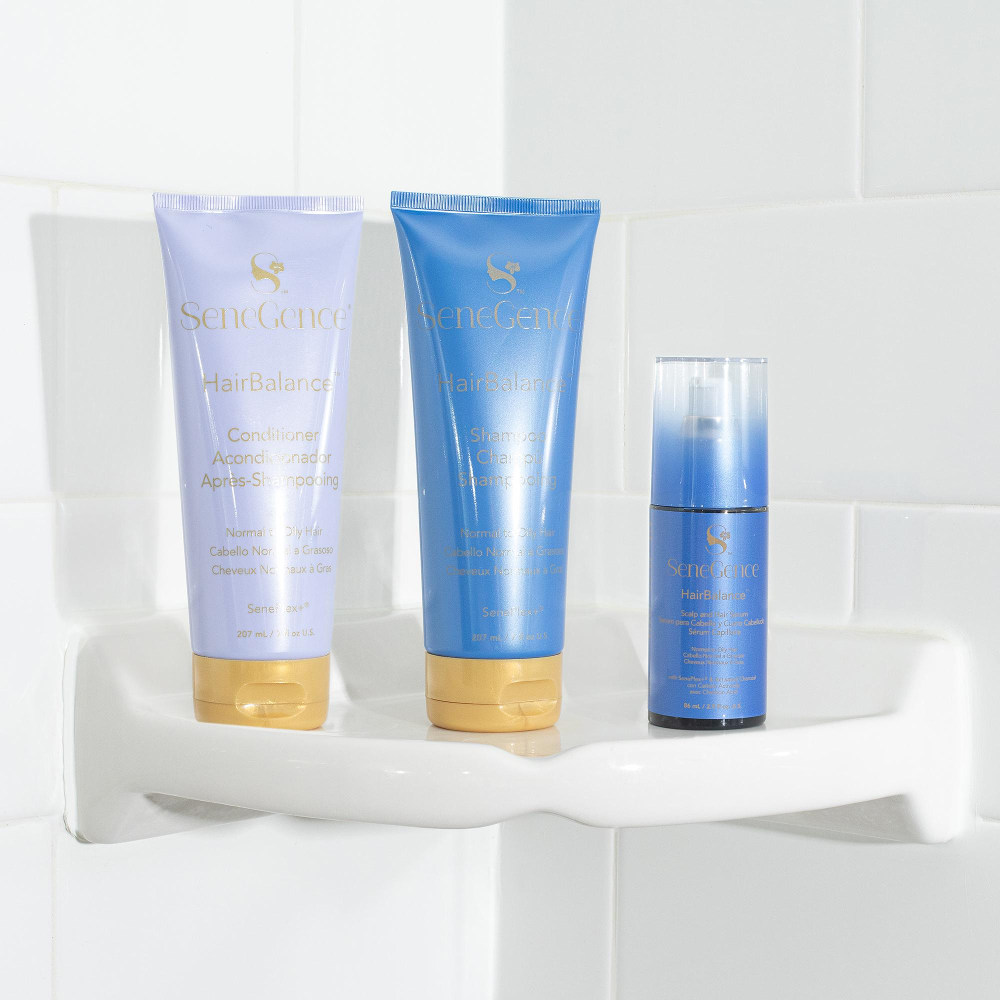 SeneGence®
HairBalance™
Conditioner
Acondicionador
Après-Shampooing
Normal to Oily Hair
Cabello Normal a Grasoso
Cheveux Normaux à Gras
SenePlex+®
207 mL / 7 fl oz U.S.
SeneGence
HairBalance™
Shampoo
Champú
Shampooing
Normal to Oily Hair
Cabello Normal a Grasoso
Cheveux Normaux à Gras
SenePlex+®
207 mL / 7 fl oz U.S.
SeneGence
HairBalance™
Scalp and Hair Serum
Serum para Cabello y Cuero Cabelludo
Sérum Capillaire
Normal to Oily Hair
Cabello Normal a Grasoso
Cheveux Normaux à Gras
with SenePlex+® & Activated Charcoal
con Carbón Activado
avec Charbon Actif
86 mL / 2.9 fl oz. U.S.